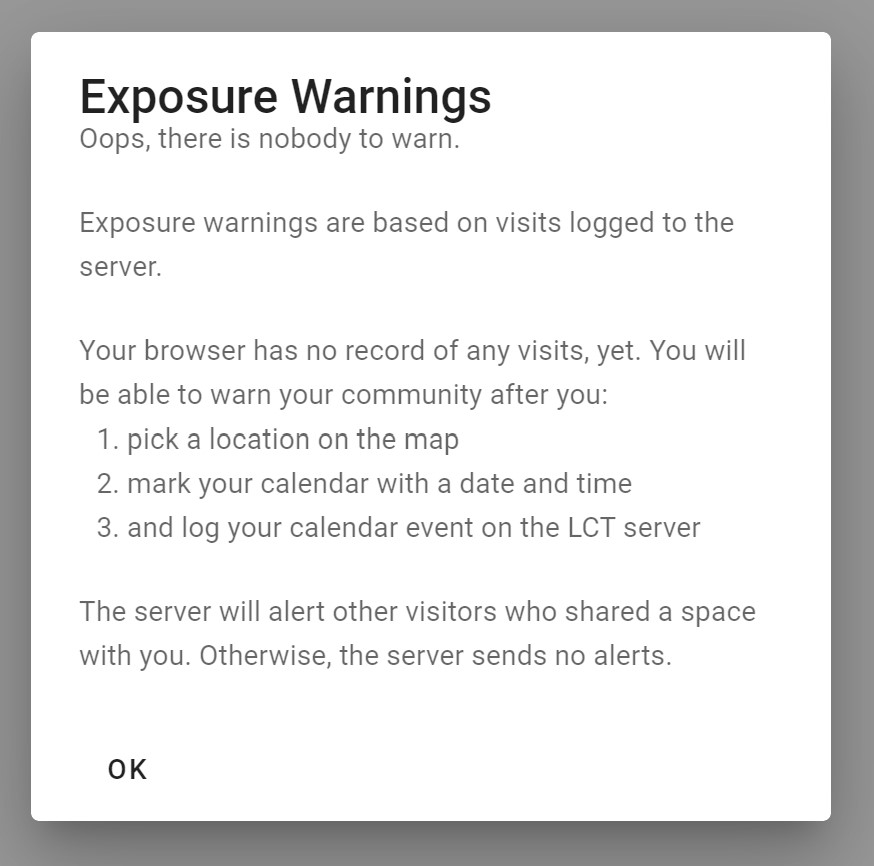 Exposure Warnings
Oops, there is nobody to warn.
Exposure warnings are based on visits logged to the
server.
Your browser has no record of any visits, yet. You will
be able to warn your community after you:
1. pick a location on the map
2. mark your calendar with a date and time
3. and log your calendar event on the LCT server
The server will alert other visitors who shared a space
with you. Otherwise, the server sends no alerts.
OK